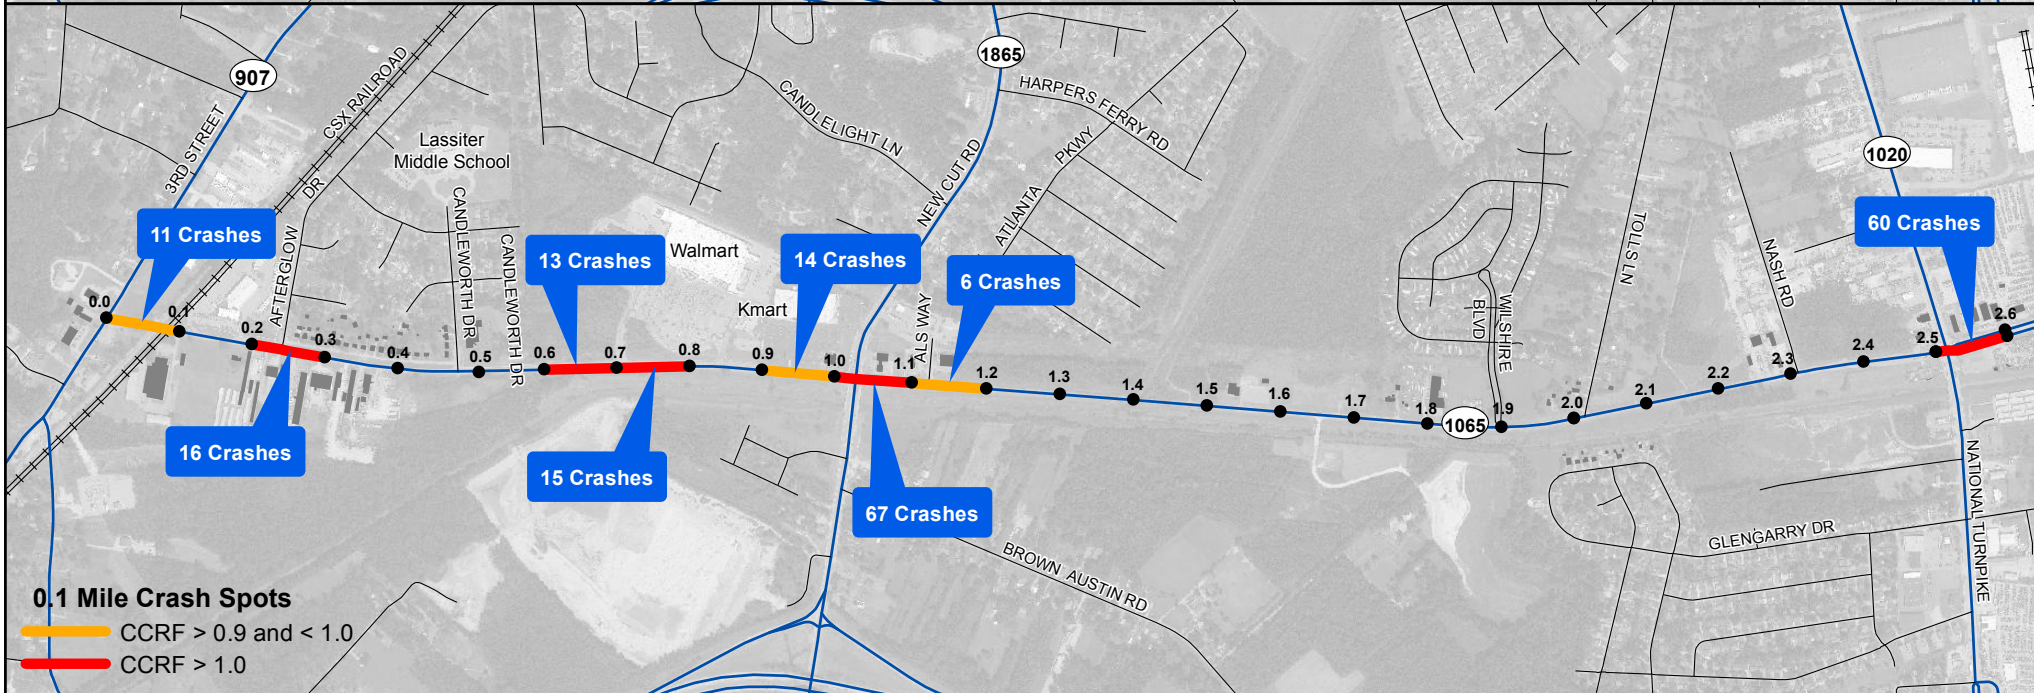 907
1865
1020
3RD STREET
CSX RAILROAD
Lassiter
Middle School
CANDLELIGHT LN
HARPERS FERRY RD
NEW CUT RD
ATLANTA PKWY
AFTERGLOW DR
CANDLEWORTH DR
CANDLEWORTH DR
Walmart
Kmart
ALS WAY
WILSHIRE
BLVD
TOLLS LN
NASH RD
11 Crashes
13 Crashes
14 Crashes
6 Crashes
60 Crashes
0.0
0.1
0.2
0.3
0.4
0.5
0.6
0.7
0.8
0.9
1.0
1.1
1.2
1.3
1.4
1.5
1.6
1.7
1.8
1065
1.9
2.0
2.1
2.2
2.3
2.4
2.5
2.6
16 Crashes
15 Crashes
67 Crashes
BROWN AUSTIN RD
GLENGARRY DR
NATIONAL TURNPIKE
0.1 Mile Crash Spots
CCRF > 0.9 and < 1.0
CCRF > 1.0